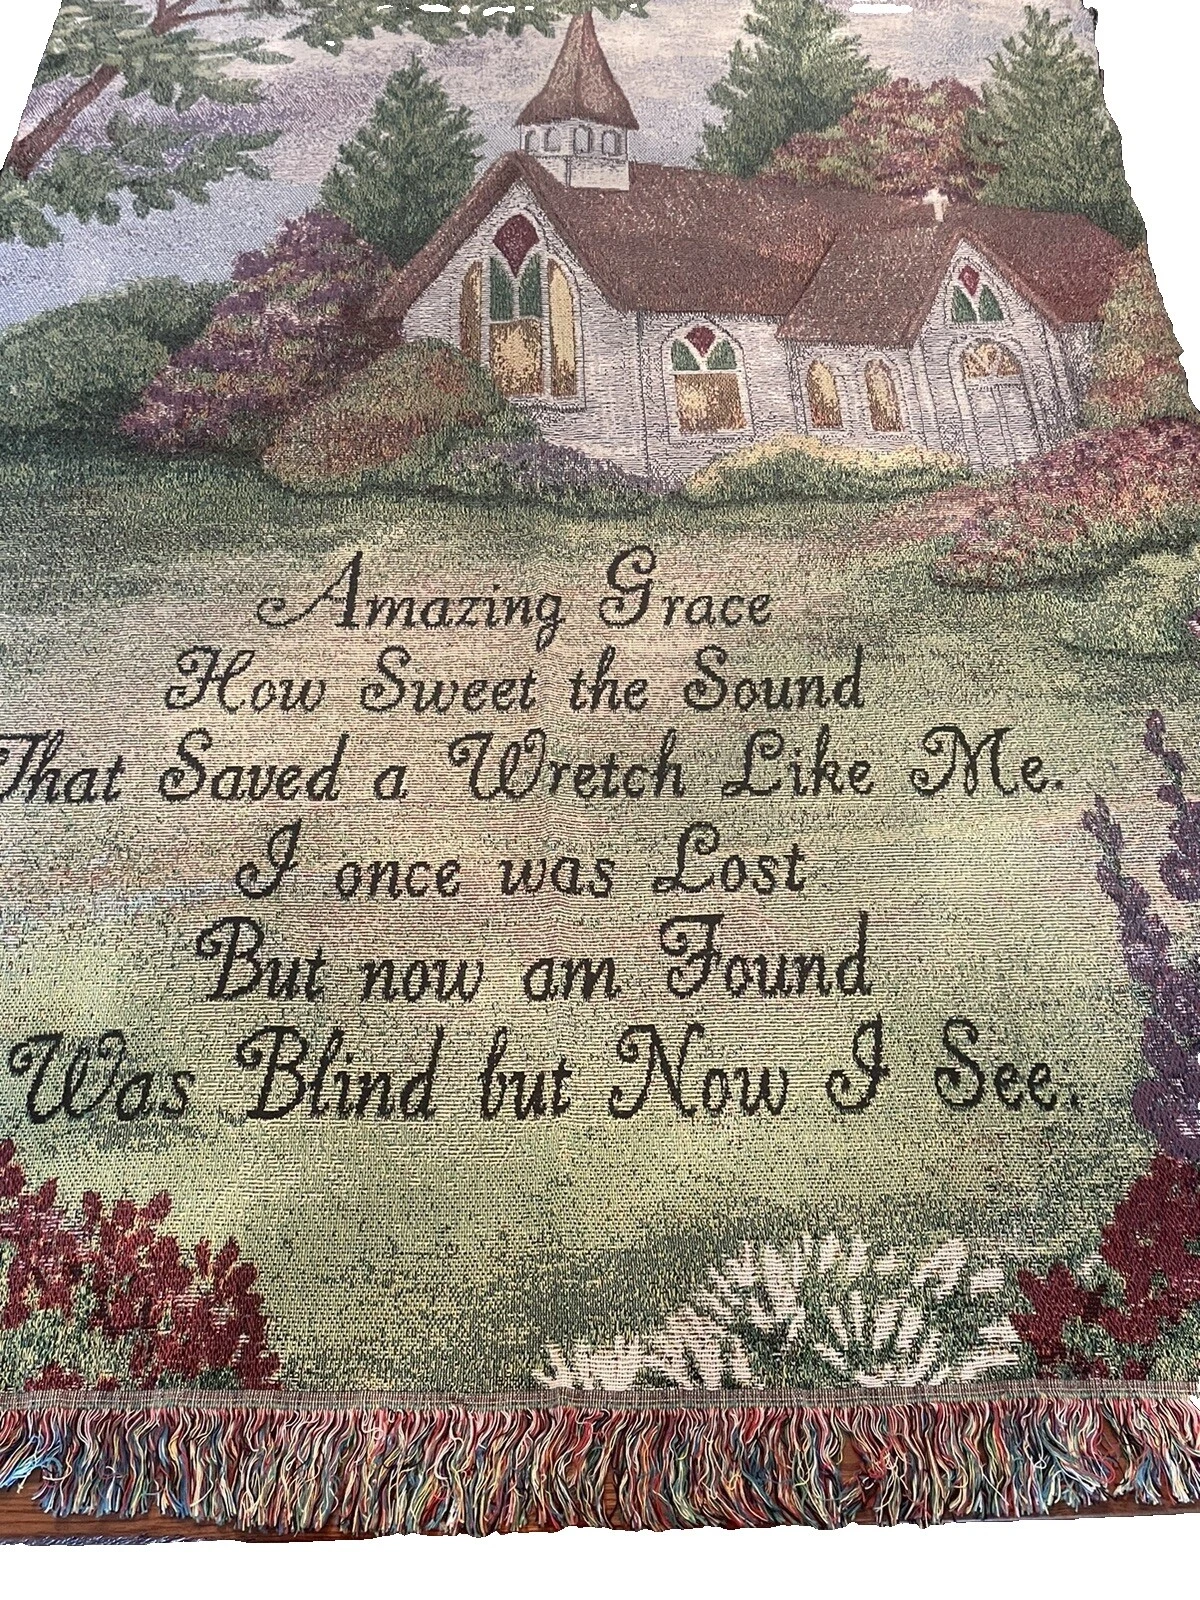 Amazing Grace
How Sweet the Sound
That Saved a Wretch Like Me.
I once was Lost
But now am Found
Was Blind but Now I See.